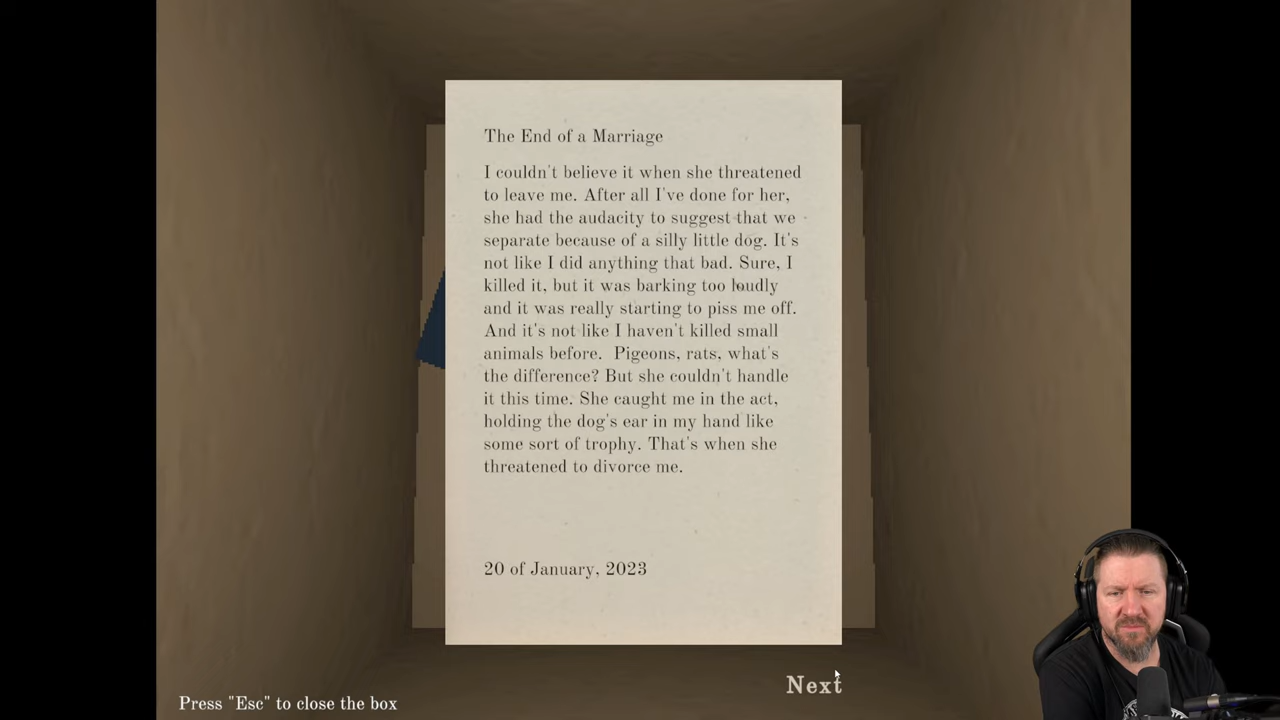 The End of a Marriage
I couldn't believe it when she threatened
to leave me. After all I've done for her,
she had the audacity to suggest that we
separate because of a silly little dog. It's
not like I did anything that bad. Sure, I
killed it, but it was barking too loudly
and it was really starting to piss me off.
And it's not like I haven't killed small
animals before.  Pigeons, rats, what's
the difference? But she couldn't handle
it this time. She caught me in the act,
holding the dog's ear in my hand like
some sort of trophy. That's when she
threatened to divorce me.
20 of January, 2023
Next
Press "Esc" to close the box